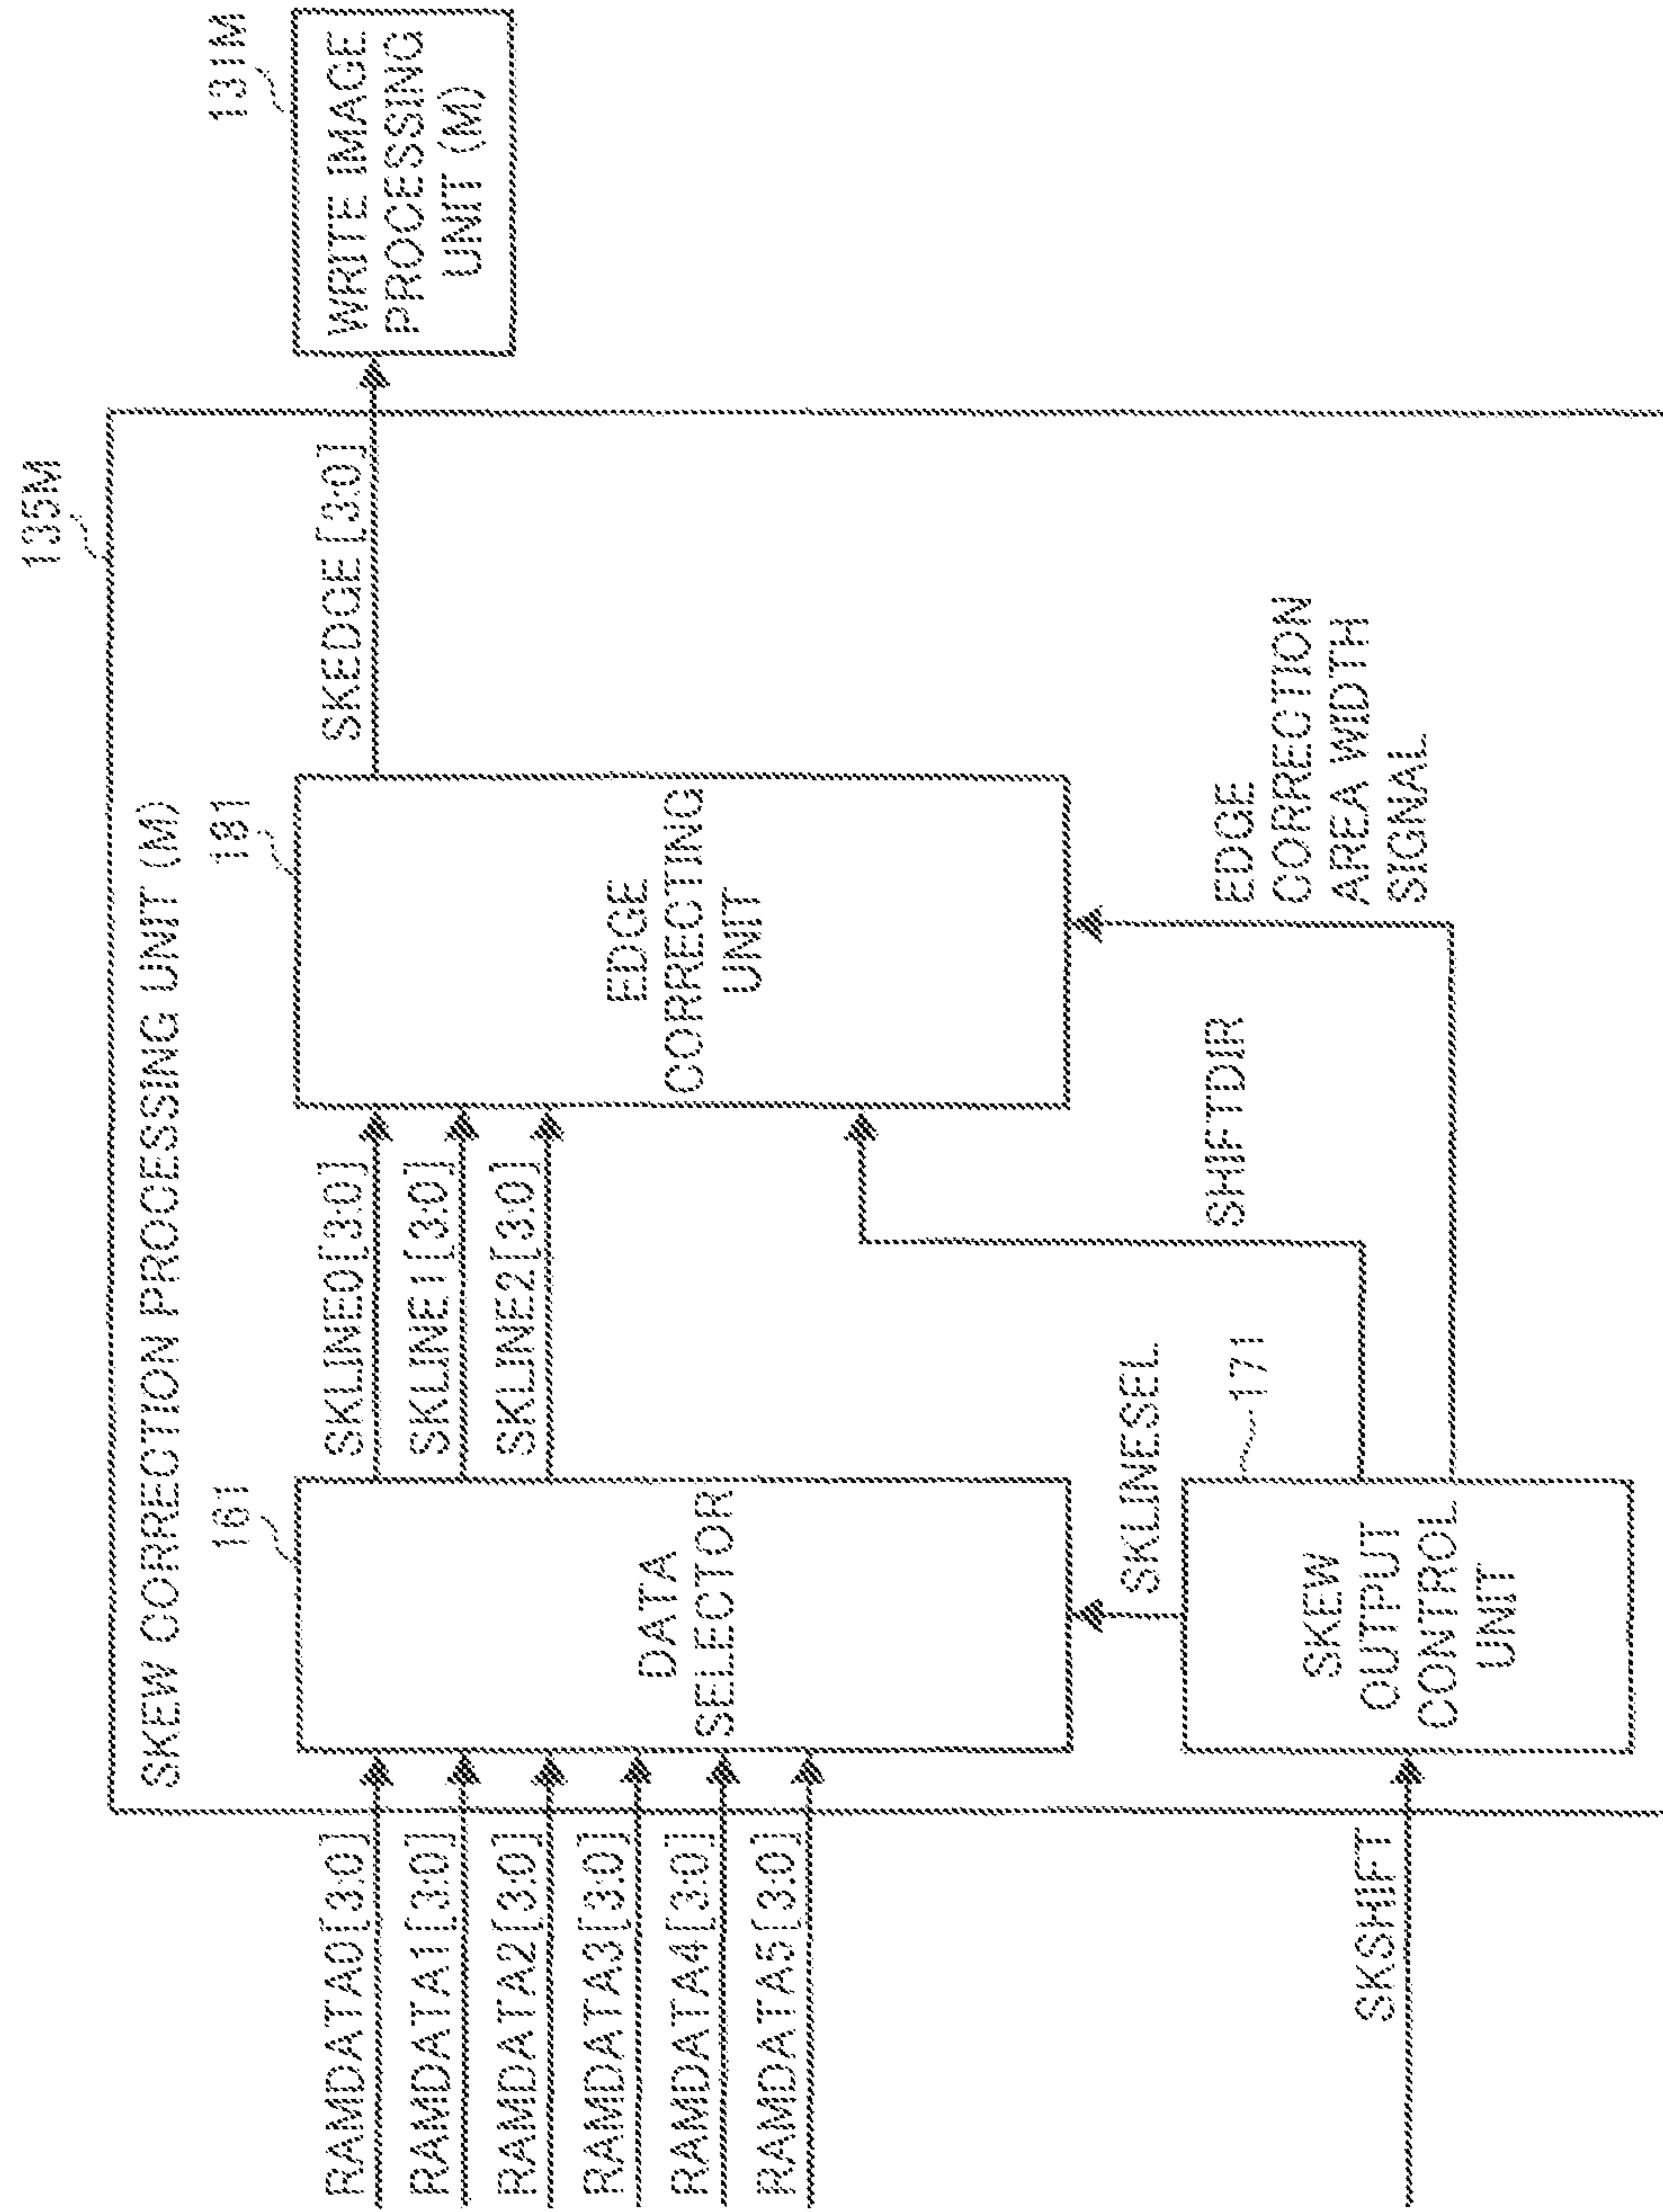 135M
SKEW CORRECTION PROCESSING UNIT (M)
161
181
131M
RAMDATA0[3:0]
RAMDATA1[3:0]
RAMDATA2[3:0]
RAMDATA3[3:0]
RAMDATA4[3:0]
RAMDATA5[3:0]
DATA
SELECTOR
SKLINE0[3:0]
SKLINE1[3:0]
SKLINE2[3:0]
EDGE
CORRECTING
UNIT
SKEDGE [3:0]
WRITE IMAGE
PROCESSING
UNIT (M)
SKLINESEL
171
SHIFTDIR
EDGE
CORRECTION
AREA WIDTH
SIGNAL
SKSHIFT
SKEW
OUTPUT
CONTROL
UNIT